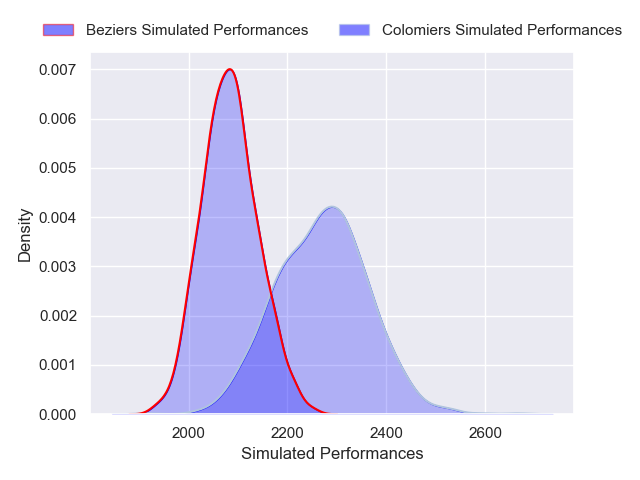 Beziers Simulated Performances
Colomiers Simulated Performances
0.007
0.006
0.005
0.004
0.003
0.002
0.001
0.000
Density
2000 2200 2400 2600
Simulated Performances